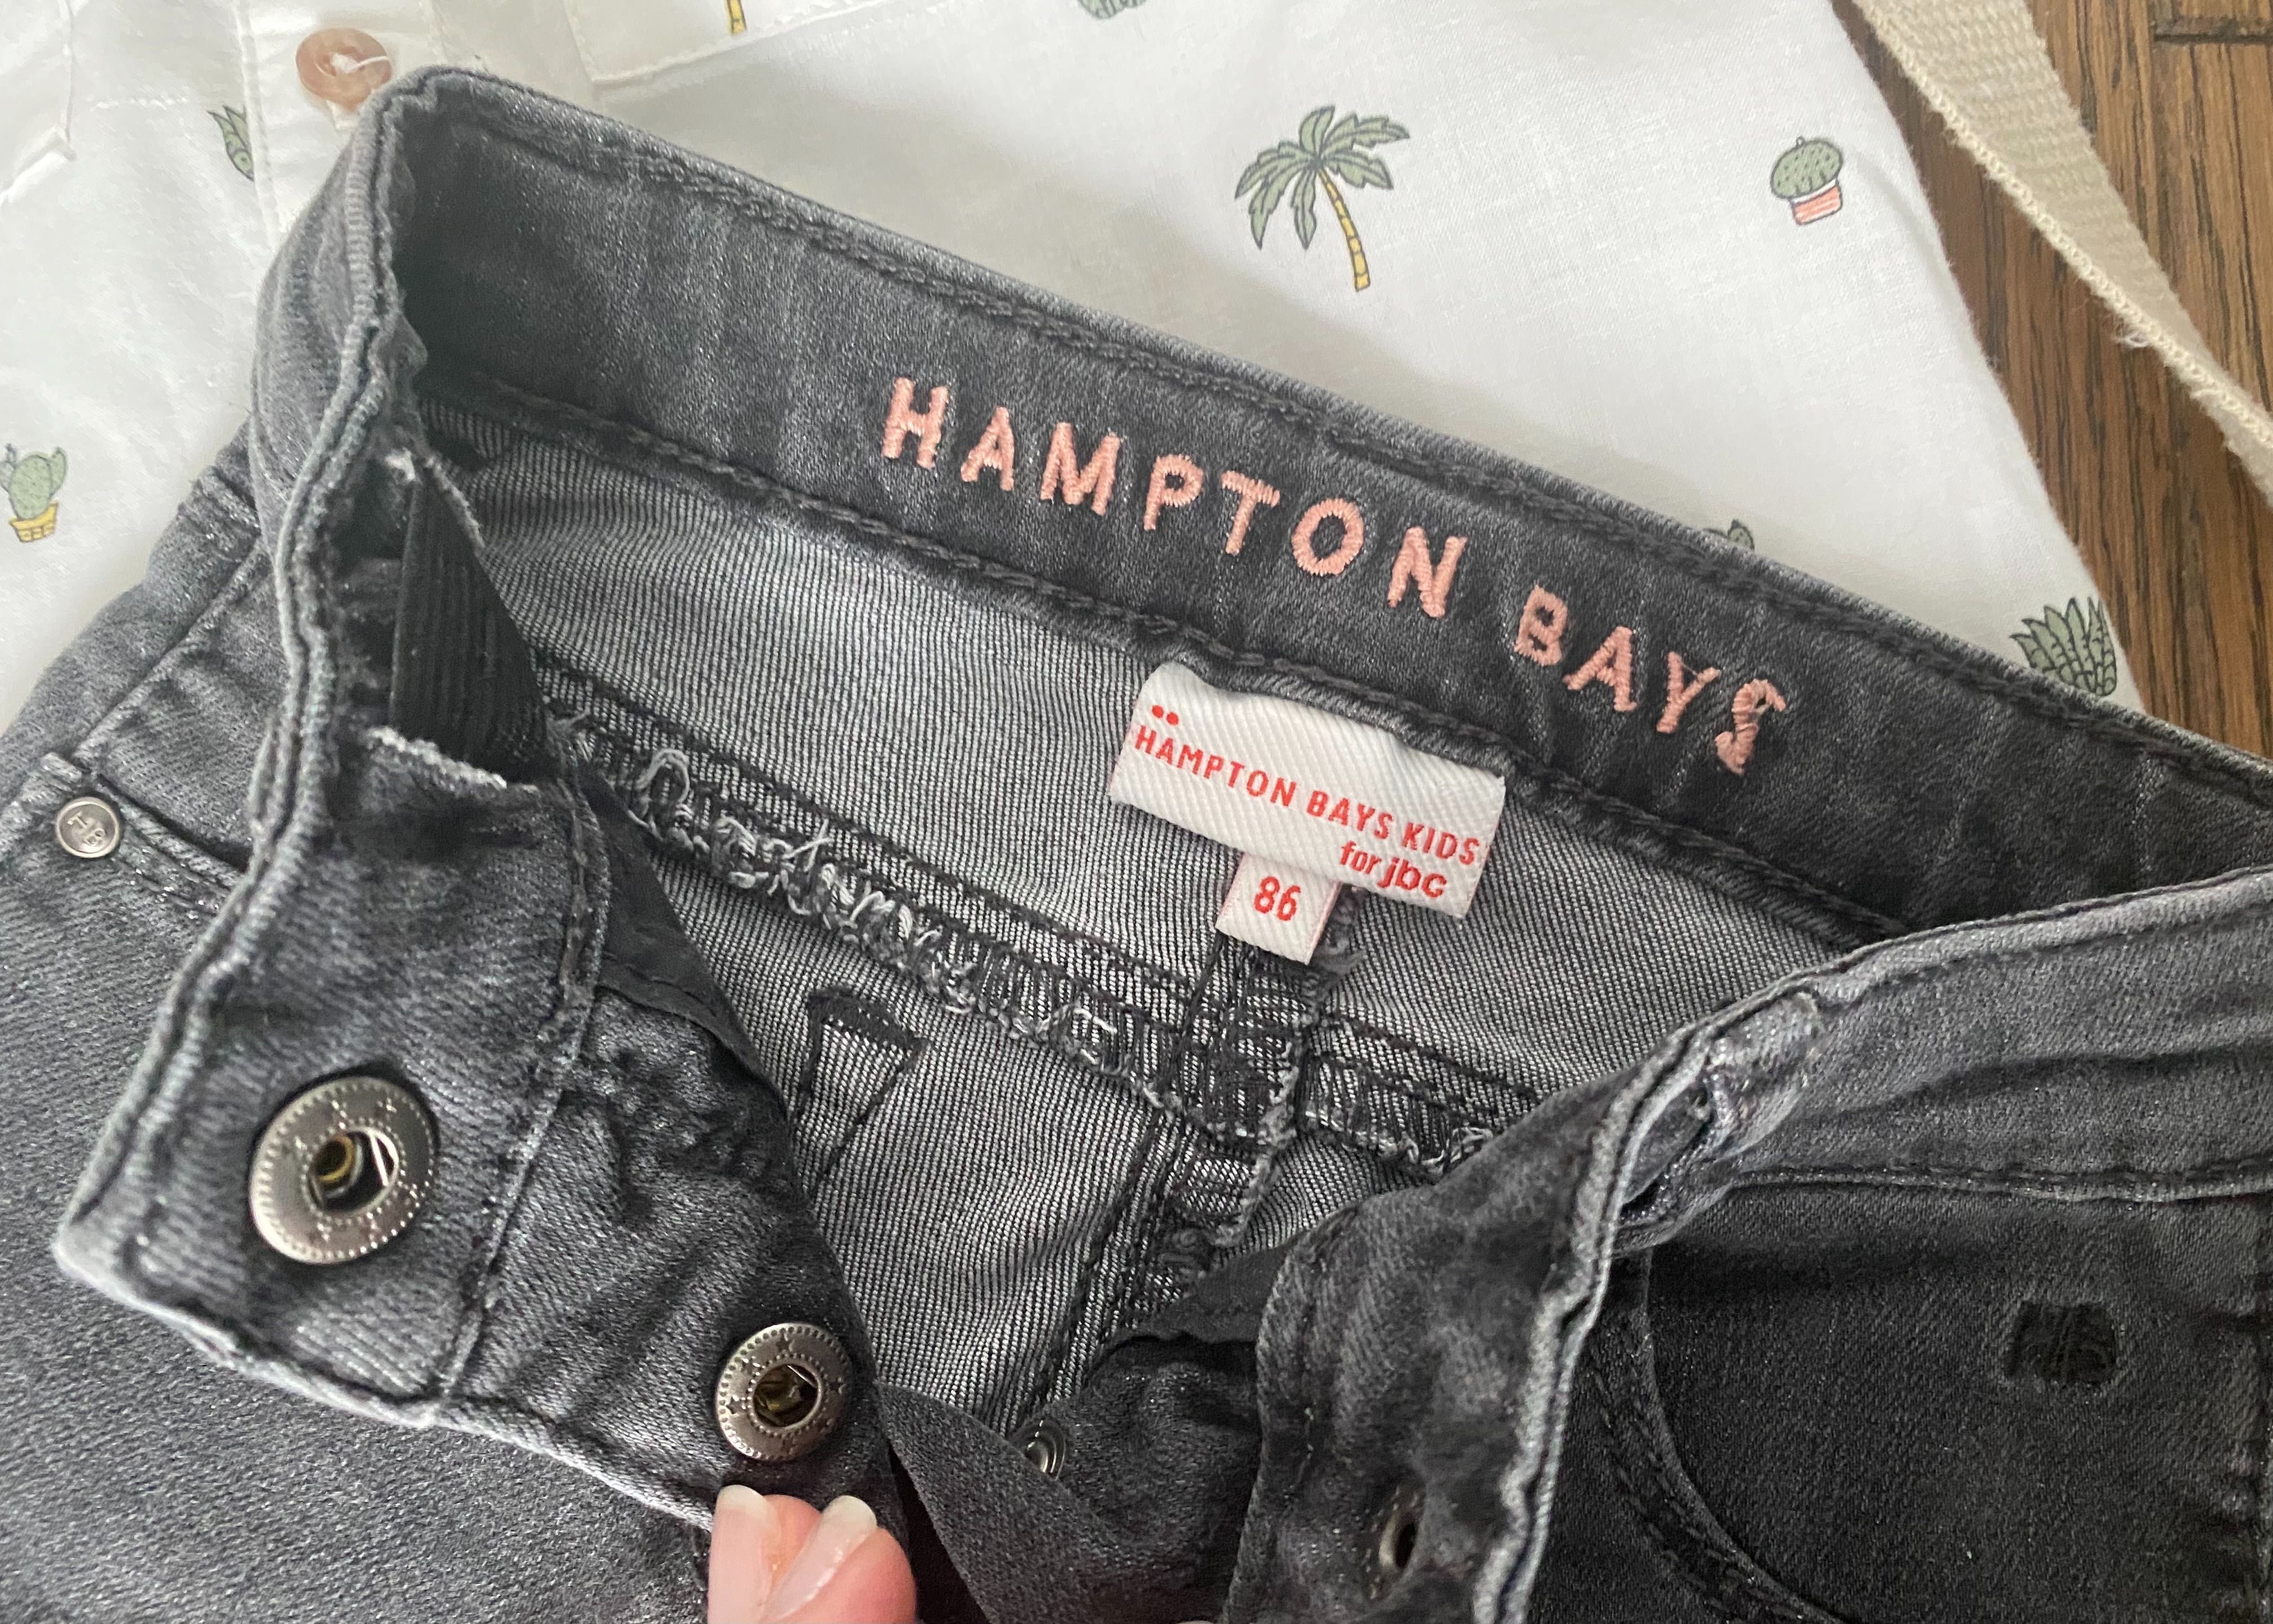 HAMPTON BAYS
HAMPTON BAYS KIDS
for jbc
86